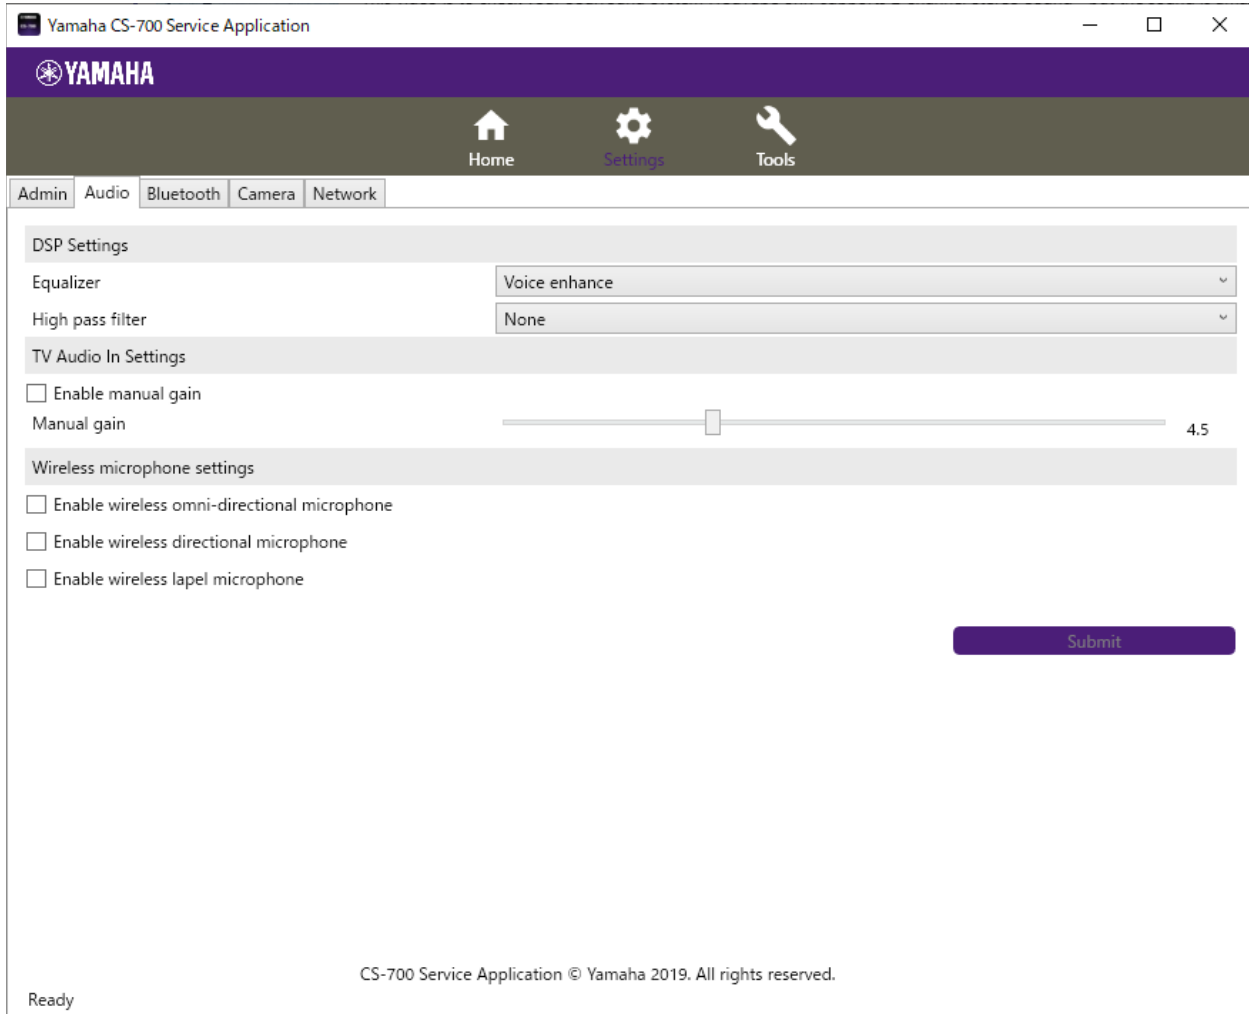 Yamaha CS-700 Service Application
YAMAHA
Home Settings Tools
Admin Audio Bluetooth Camera Network
DSP Settings
Equalizer Voice enhance
High pass filter None
TV Audio In Settings
Enable manual gain
Manual gain 4.5
Wireless microphone settings
Enable wireless omni-directional microphone
Enable wireless directional microphone
Enable wireless lapel microphone
Submit
CS-700 Service Application © Yamaha 2019. All rights reserved.
Ready